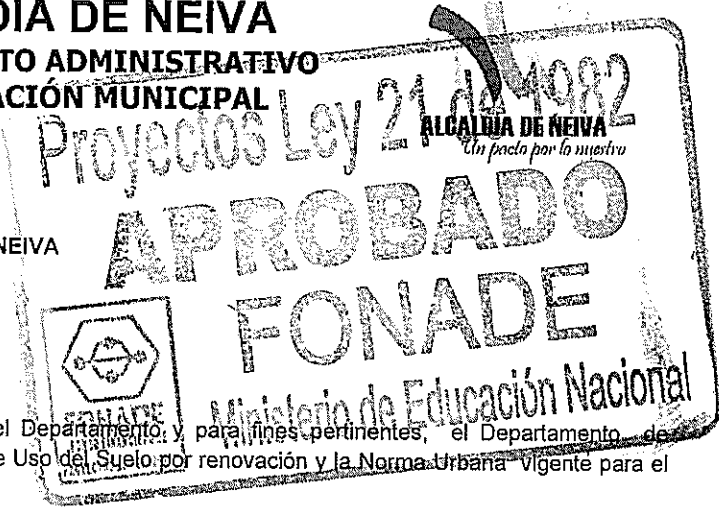 DIA DE NEIVA
TO ADMINISTRATIVO
ACIÓN MUNICIPAL
ALCALDIA DE NEIVA
Un pacto por lo nuestro
Proyectos Ley 21 de 1982
APROBADO
FONADE
Ministerio de Educación Nacional
NEIVA
FONADE
el Departamento y para fines pertinentes, el Departamento de
e Uso del Suelo por renovación y la Norma Urbana vigente para el